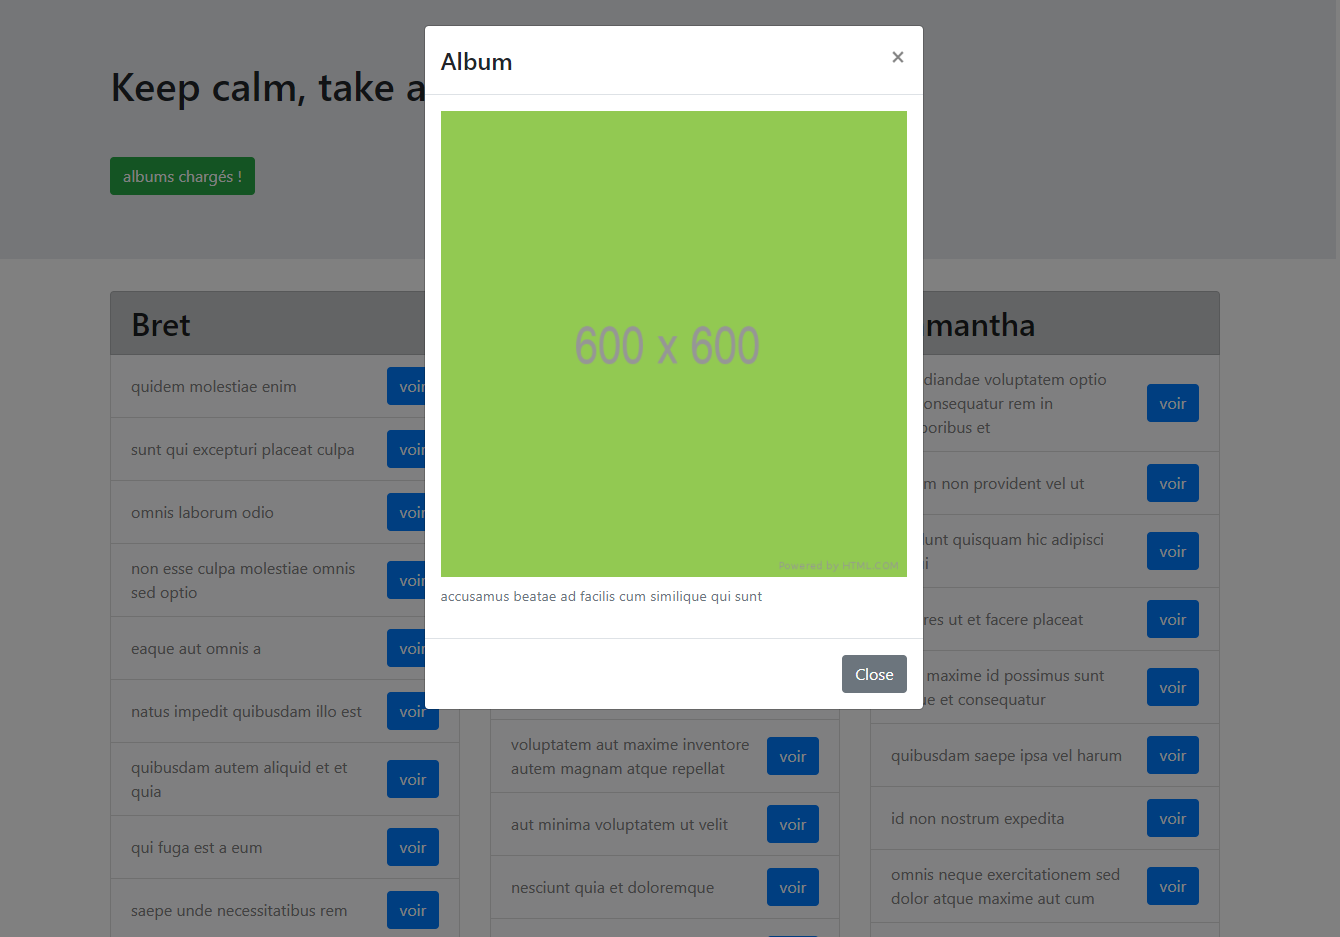 Keep calm, take a
albums chargés !
Album
×
600 x 600
Powered by HTML.COM
accusamus beatae ad facilis cum similique qui sunt
Close
Bret
quidem molestiae enim
voir
sunt qui excepturi placeat culpa
voir
omnis laborum odio
voir
non esse culpa molestiae omnis
sed optio
voir
eaque aut omnis a
voir
natus impedit quibusdam illo est
voir
quibusdam autem aliquid et et
quia
voir
qui fuga est a eum
voir
saepe unde necessitatibus rem
voir
voluptatem aut maxime inventore
autem magnam atque repellat
voir
aut minima voluptatem ut velit
voir
nesciunt quia et doloremque
voir
mantha
diandae voluptatem optio
onsequatur rem in
oribus et
voir
m non provident vel ut
voir
unt quisquam hic adipisci
i
voir
res ut et facere placeat
voir
maxime id possimus sunt
ue et consequatur
voir
quibusdam saepe ipsa vel harum
voir
id non nostrum expedita
voir
omnis neque exercitationem sed
dolor atque maxime aut cum
voir